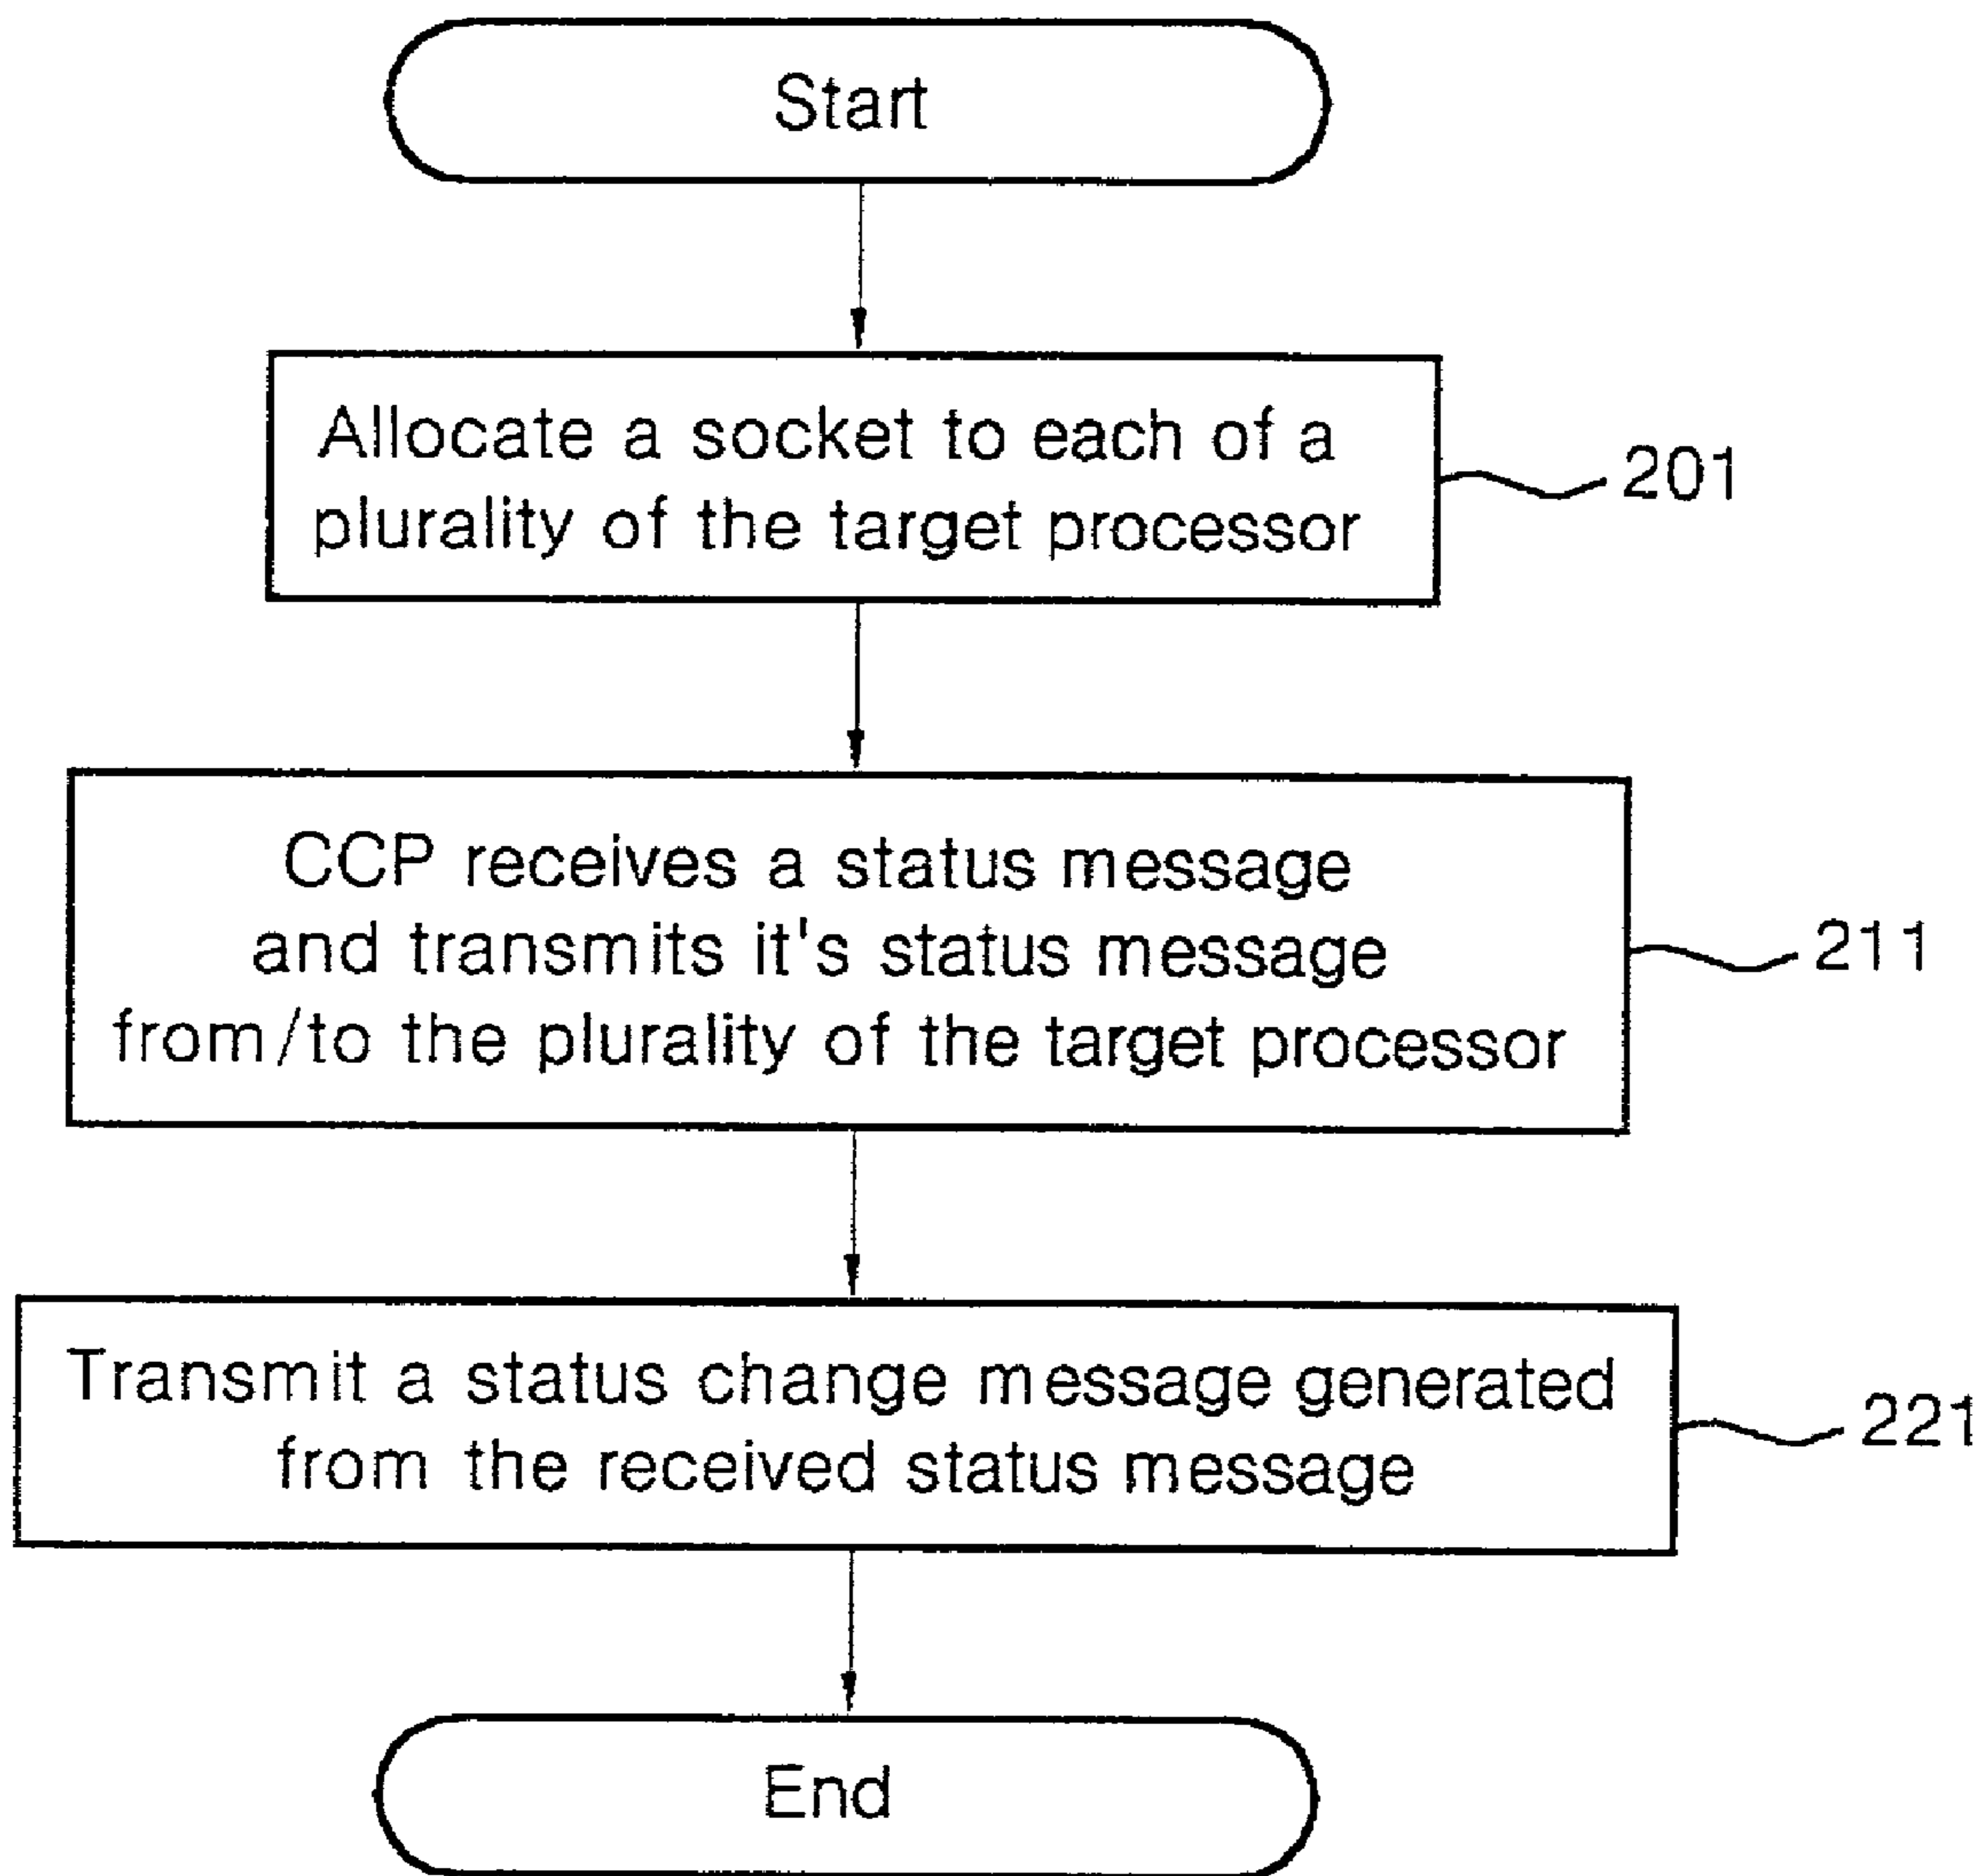 Start
Allocate a socket to each of a
plurality of the target processor
201
CCP receives a status message
and transmits it's status message
from/to the plurality of the target processor
211
Transmit a status change message generated
from the received status message
221
End